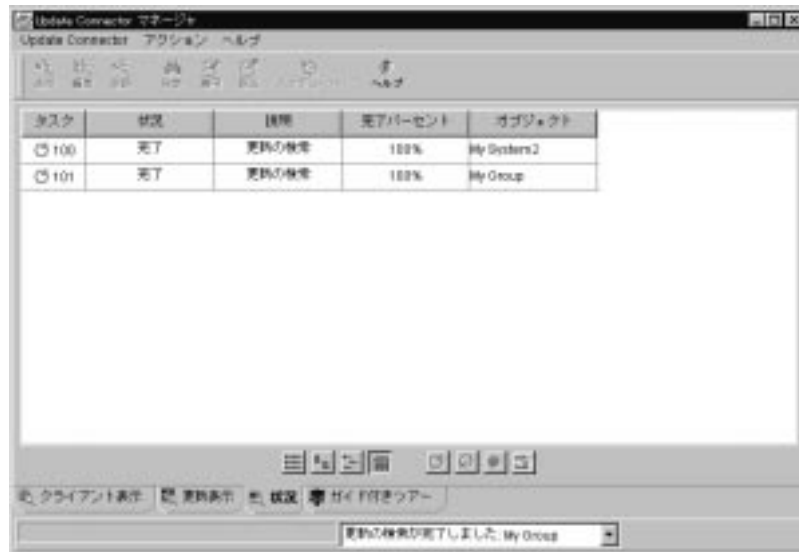 Update Connector マネージャ
Update Connector アクション ヘルプ
ヘルプ
タスク 状況 説明 完了パーセント オブジェクト
100 完了 更新の検索 100% My System2
101 完了 更新の検索 100% My Group
クライアント表示 更新表示 状況 ガイド付きツアー
更新の検索が完了しました: My Group